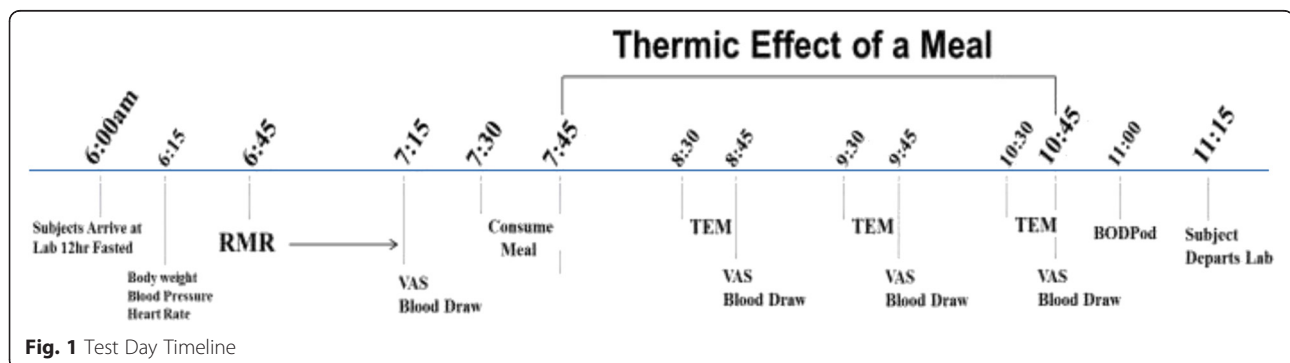 Thermic Effect of a Meal
6:00am
6:15
6:45
7:15
7:30
7:45
8:30
8:45
9:30
9:45
10:30
10:45
11:00
11:15
Subjects Arrive at
Lab 12hr Fasted
Body weight
Blood Pressure
Heart Rate
RMR
VAS
Blood Draw
Consume
Meal
TEM
VAS
Blood Draw
TEM
VAS
Blood Draw
TEM
VAS
Blood Draw
BODPod
Subject
Departs Lab
Fig. 1 Test Day Timeline